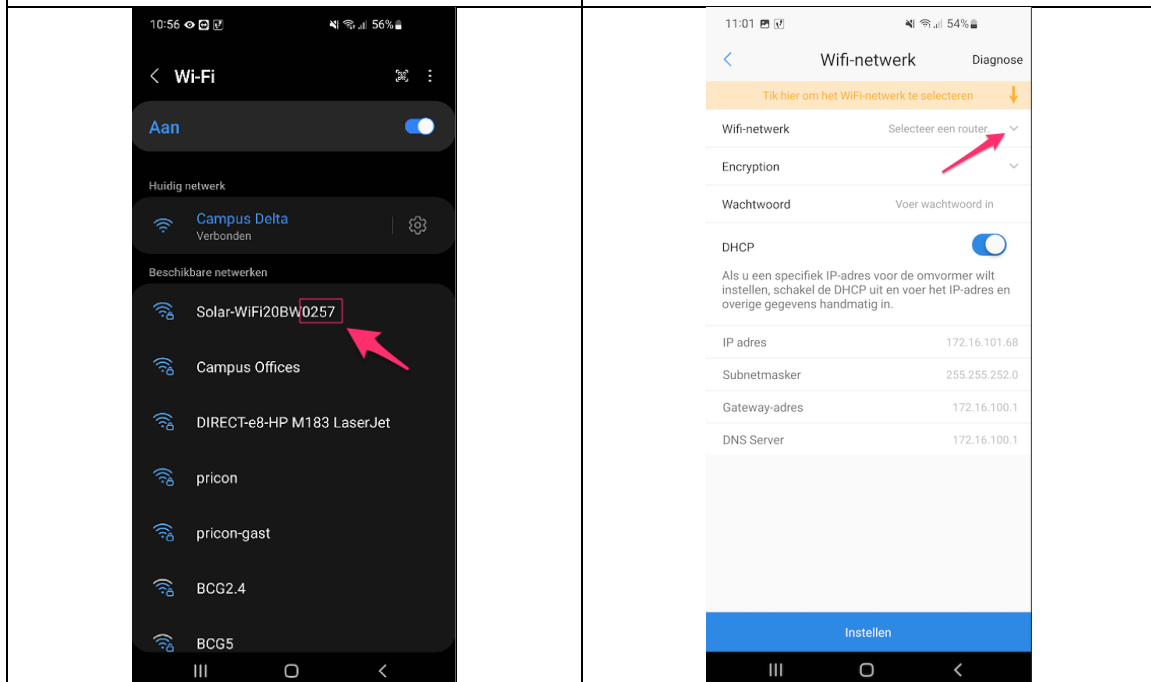 10:56
56%
Wi-Fi
Aan
Huidig netwerk
Campus Delta
Verbonden
Beschikbare netwerken
Solar-WiFi20BW0257
Campus Offices
DIRECT-e8-HP M183 LaserJet
pricon
pricon-gast
BCG2.4
BCG5
11:01
54%
Wifi-netwerk
Diagnose
Tik hier om het WiFi-netwerk te selecteren
Wifi-netwerk Selecteer een router.
Encryption
Wachtwoord Voer wachtwoord in
DHCP
Als u een specifiek IP-adres voor de omvormer wilt
instellen, schakel de DHCP uit en voer het IP-adres en
overige gegevens handmatig in.
IP adres 172.16.101.68
Subnetmasker 255.255.252.0
Gateway-adres 172.16.100.1
DNS Server 172.16.100.1
Instellen